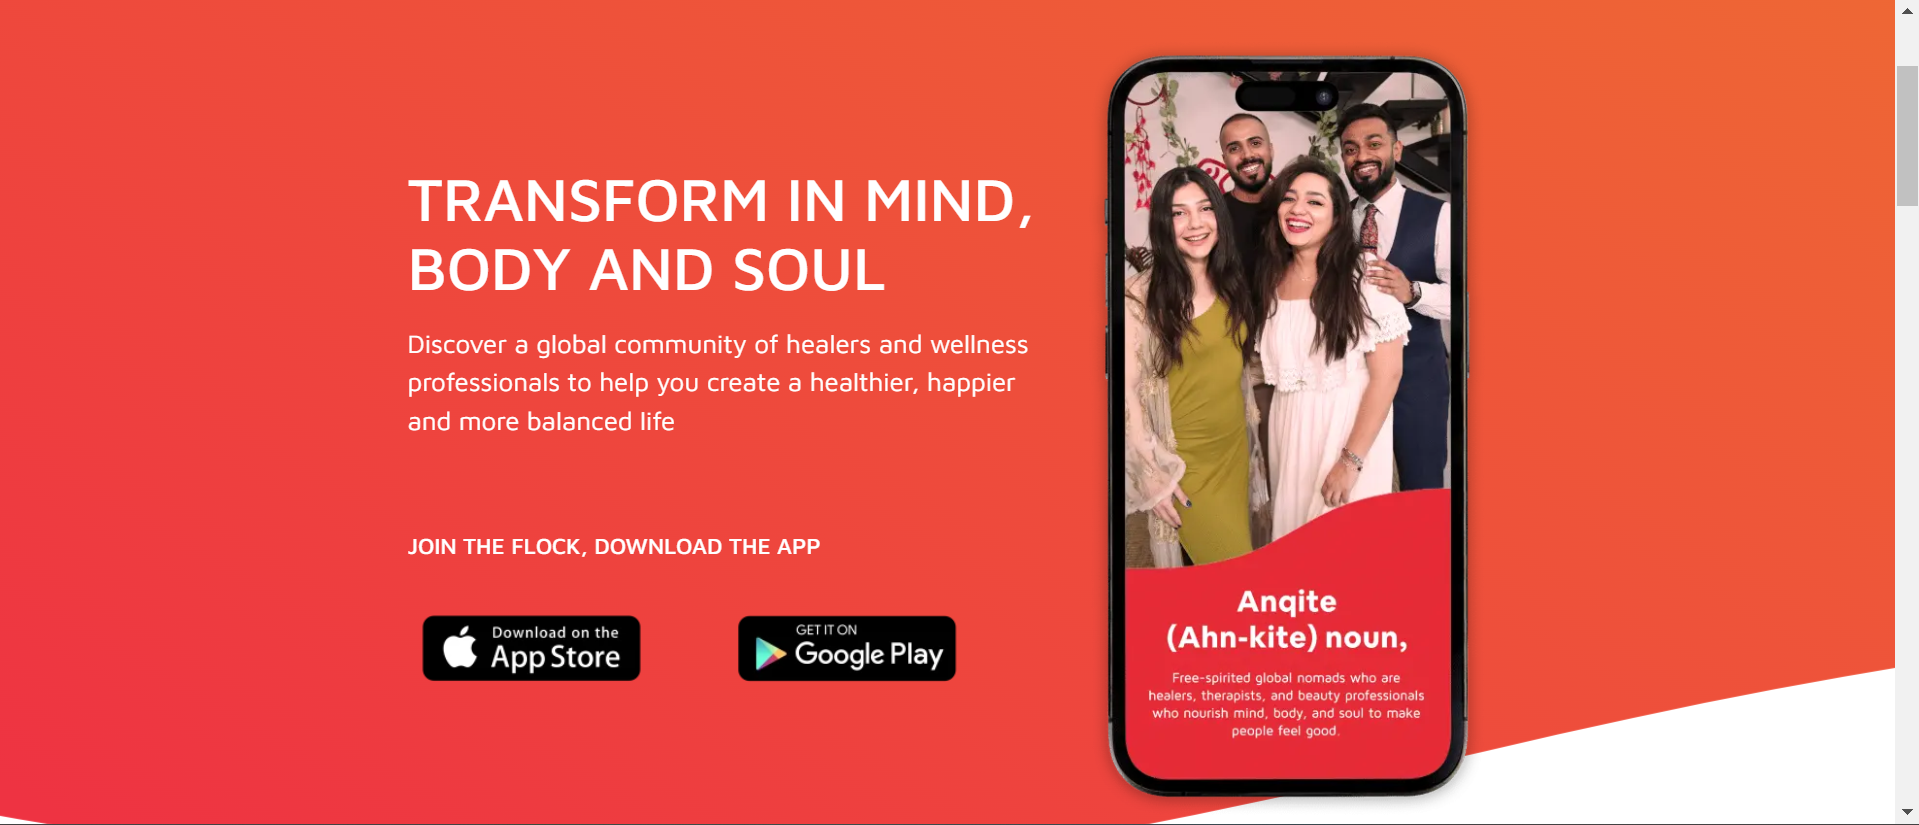 TRANSFORM IN MIND,
BODY AND SOUL
Discover a global community of healers and wellness
professionals to help you create a healthier, happier
and more balanced life
JOIN THE FLOCK, DOWNLOAD THE APP
Download on the
App Store
GET IT ON
Google Play
Anqite
(Ahn-kite) noun,
Free-spirited global nomads who are
healers, therapists, and beauty professionals
who nourish mind, body, and soul to make
people feel good.